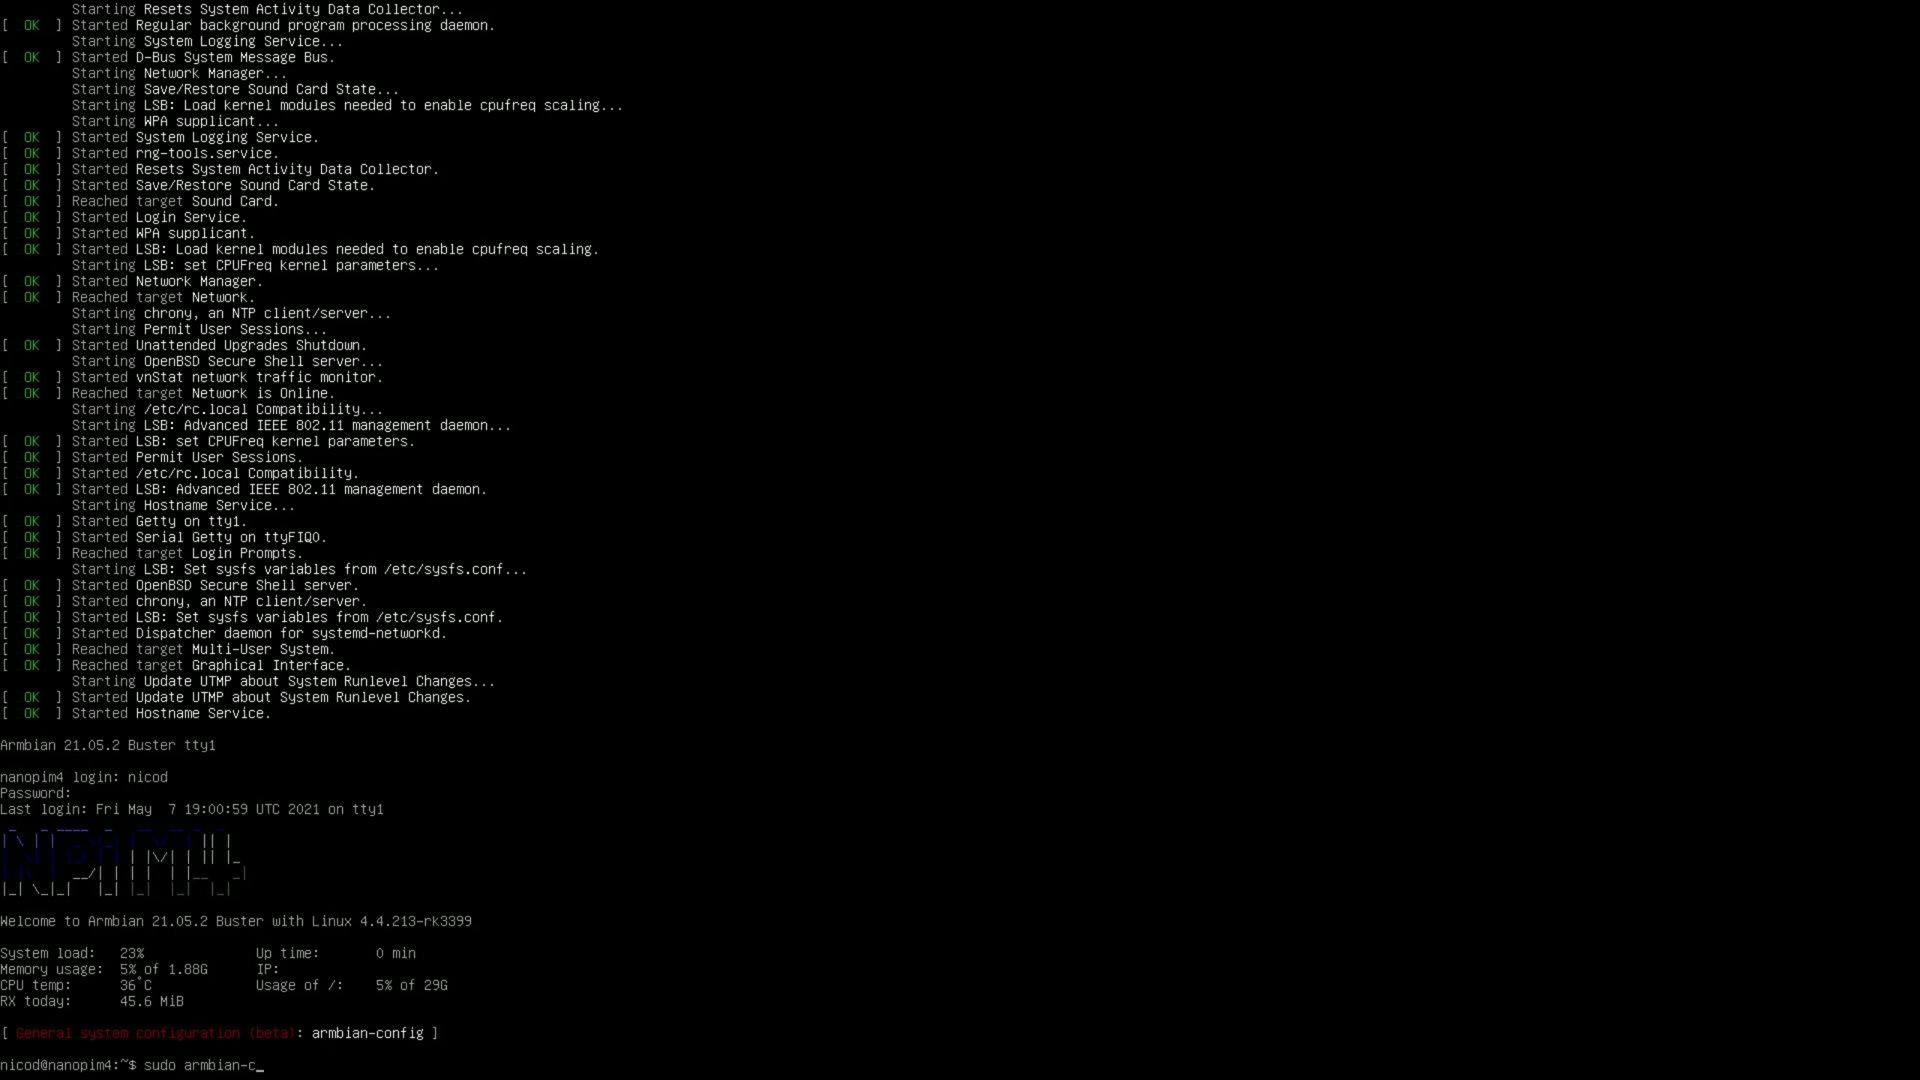 Starting Resets System Activity Data Collector...
[  OK  ] Started Regular background program processing daemon.
Starting System Logging Service...
[  OK  ] Started D-Bus System Message Bus.
Starting Network Manager...
Starting Save/Restore Sound Card State...
Starting LSB: Load kernel modules needed to enable cpufreq scaling...
Starting WPA supplicant...
[  OK  ] Started System Logging Service.
[  OK  ] Started rng-tools.service.
[  OK  ] Started Resets System Activity Data Collector.
[  OK  ] Started Save/Restore Sound Card State.
[  OK  ] Reached target Sound Card.
[  OK  ] Started Login Service.
[  OK  ] Started WPA supplicant.
[  OK  ] Started LSB: Load kernel modules needed to enable cpufreq scaling.
Starting LSB: set CPUFreq kernel parameters...
[  OK  ] Started Network Manager.
[  OK  ] Reached target Network.
Starting chrony, an NTP client/server...
Starting Permit User Sessions...
[  OK  ] Started Unattended Upgrades Shutdown.
Starting OpenBSD Secure Shell server...
[  OK  ] Started vnStat network traffic monitor.
[  OK  ] Reached target Network is Online.
Starting /etc/rc.local Compatibility...
Starting LSB: Advanced IEEE 802.11 management daemon...
[  OK  ] Started LSB: set CPUFreq kernel parameters.
[  OK  ] Started Permit User Sessions.
[  OK  ] Started /etc/rc.local Compatibility.
[  OK  ] Started LSB: Advanced IEEE 802.11 management daemon.
Starting Hostname Service...
[  OK  ] Started Getty on tty1.
[  OK  ] Started Serial Getty on ttyFIQ0.
[  OK  ] Reached target Login Prompts.
Starting LSB: Set sysfs variables from /etc/sysfs.conf...
[  OK  ] Started OpenBSD Secure Shell server.
[  OK  ] Started chrony, an NTP client/server.
[  OK  ] Started LSB: Set sysfs variables from /etc/sysfs.conf.
[  OK  ] Started Dispatcher daemon for systemd-networkd.
[  OK  ] Reached target Multi-User System.
[  OK  ] Reached target Graphical Interface.
Starting Update UTMP about System Runlevel Changes...
[  OK  ] Started Update UTMP about System Runlevel Changes.
[  OK  ] Started Hostname Service.
Armbian 21.05.2 Buster tty1
nanopim4 login: nicod
Password:
Last login: Fri May  7 19:00:59 UTC 2021 on tty1
NPi M4
Welcome to Armbian 21.05.2 Buster with Linux 4.4.213-rk3399
System load:   23%   Up time:   0 min
Memory usage:  5% of 1.88G   IP:
CPU temp:   36°C   Usage of /:   5% of 29G
RX today:   45.6 MiB
[ General system configuration (beta): armbian-config ]
nicod@nanopim4:~$ sudo armbian-c_